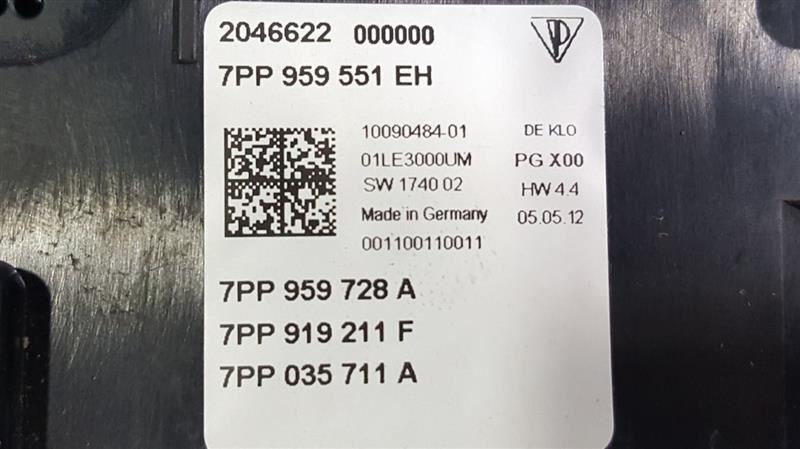 2046622 000000
7PP 959 551 EH
10090484-01 DE KLO
01LE3000UM PG X00
SW 1740 02 HW 4.4
Made in Germany 05.05.12
001100110011
7PP 959 728 A
7PP 919 211 F
7PP 035 711 A